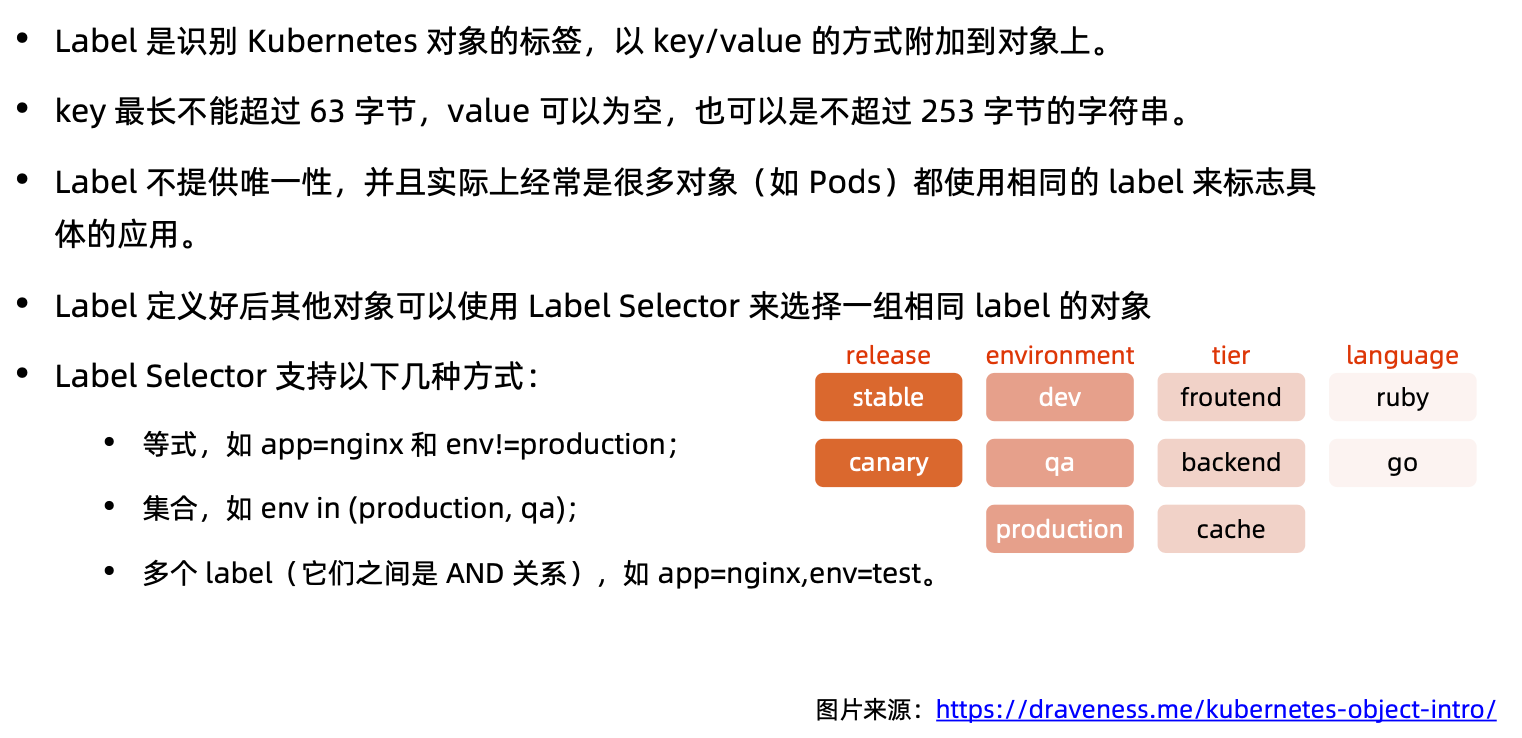 • Label 是识别 Kubernetes 对象的标签，以 key/value 的方式附加到对象上。
• key 最长不能超过 63 字节，value 可以为空，也可以是不超过 253 字节的字符串。
• Label 不提供唯一性，并且实际上经常是很多对象（如 Pods）都使用相同的 label 来标志具
体的应用。
• Label 定义好后其他对象可以使用 Label Selector 来选择一组相同 label 的对象
• Label Selector 支持以下几种方式：
• 等式，如 app=nginx 和 env!=production；
• 集合，如 env in (production, qa)；
• 多个 label（它们之间是 AND 关系），如 app=nginx,env=test。
release environment tier language
stable dev froutend ruby
canary qa backend go
production cache
图片来源：https://draveness.me/kubernetes-object-intro/